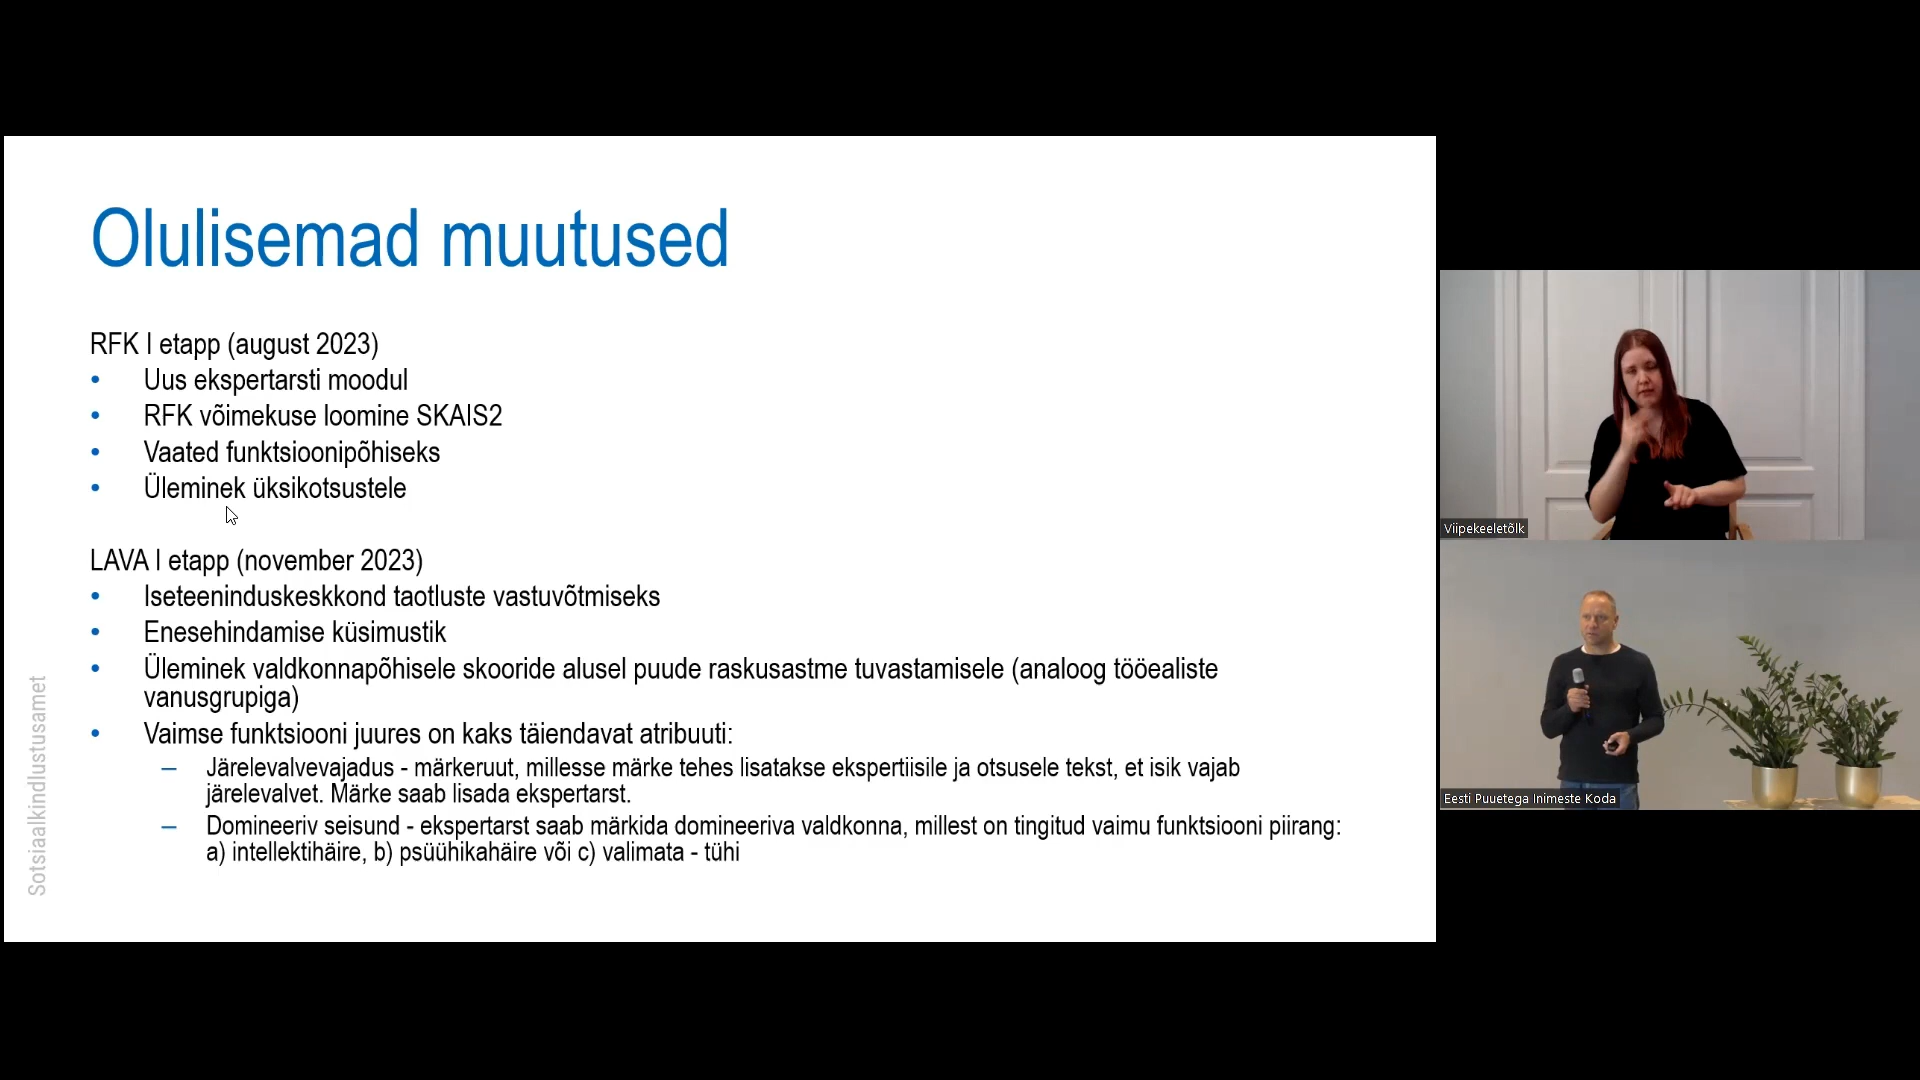 Olulisemad muutused
RFK I etapp (august 2023)
• Uus ekspertarsti moodul
• RFK võimekuse loomine SKAIS2
• Vaated funktsioonipõhiseks
• Üleminek üksikotsustele
LAVA I etapp (november 2023)
• Iseteeninduskeskkond taotluste vastuvõtmiseks
• Enesehindamise küsimustik
• Üleminek valdkonnapõhisele skooride alusel puude raskusastme tuvastamisele (analoog tööealiste
vanusgrupiga)
• Vaimse funktsiooni juures on kaks täiendavat atribuuti:
– Järelevalvevajadus - märkeruut, millesse märke tehes lisatakse ekspertiisile ja otsusele tekst, et isik vajab
järelevalvet. Märke saab lisada ekspertarst.
– Domineeriv seisund - ekspertarst saab märkida domineeriva valdkonna, millest on tingitud vaimu funktsiooni piirang:
a) intellektihäire, b) psüühikahäire või c) valimata - tühi
Sotsiaalkindlustusamet
Viipekeeletõlk
Eesti Puuetega Inimeste Koda